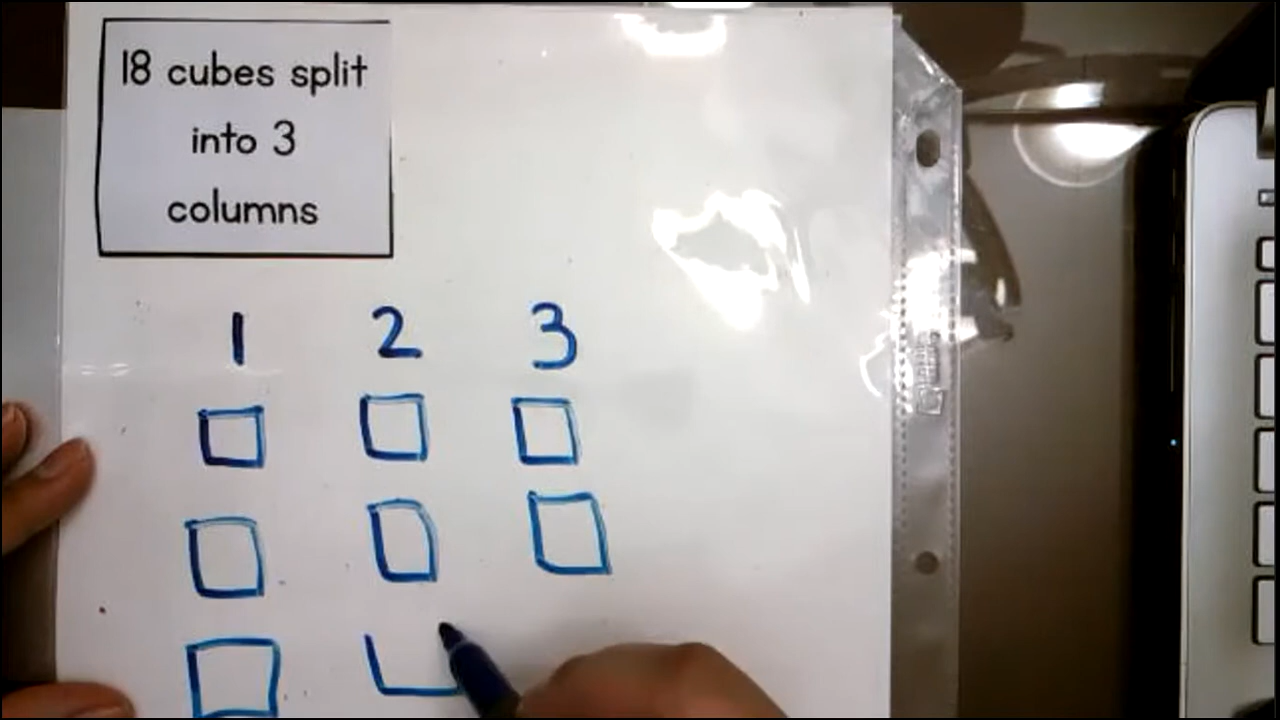 18 cubes split
into 3
columns
1 2 3